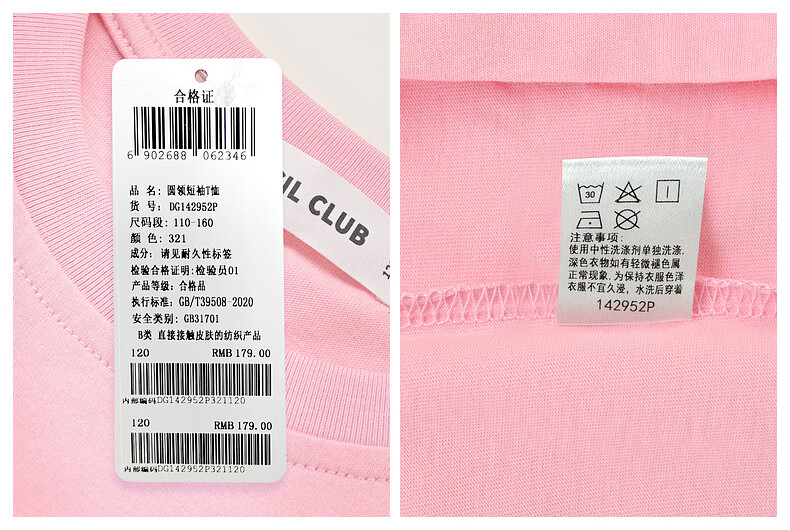 合格证
6 902688 062346
品 名: 圆领短袖T恤
货 号: DG142952P
尺码段: 110-160
颜 色: 321
成分: 请见耐久性标签
检验合格证明:检验员01
产品等级: 合格品
执行标准: GB/T39508-2020
安全类别: GB31701
B类 直接接触皮肤的纺织产品
120 RMB 179.00
内部编码DG142952P321120
120 RMB 179.00
内部编码DG142952P321120
CLUB
30
注意事项:
使用中性洗涤剂单独洗涤,
深色衣物如有轻微褪色属
正常现象,为保持衣服色泽
衣服不宜久浸,水洗后穿着
142952P